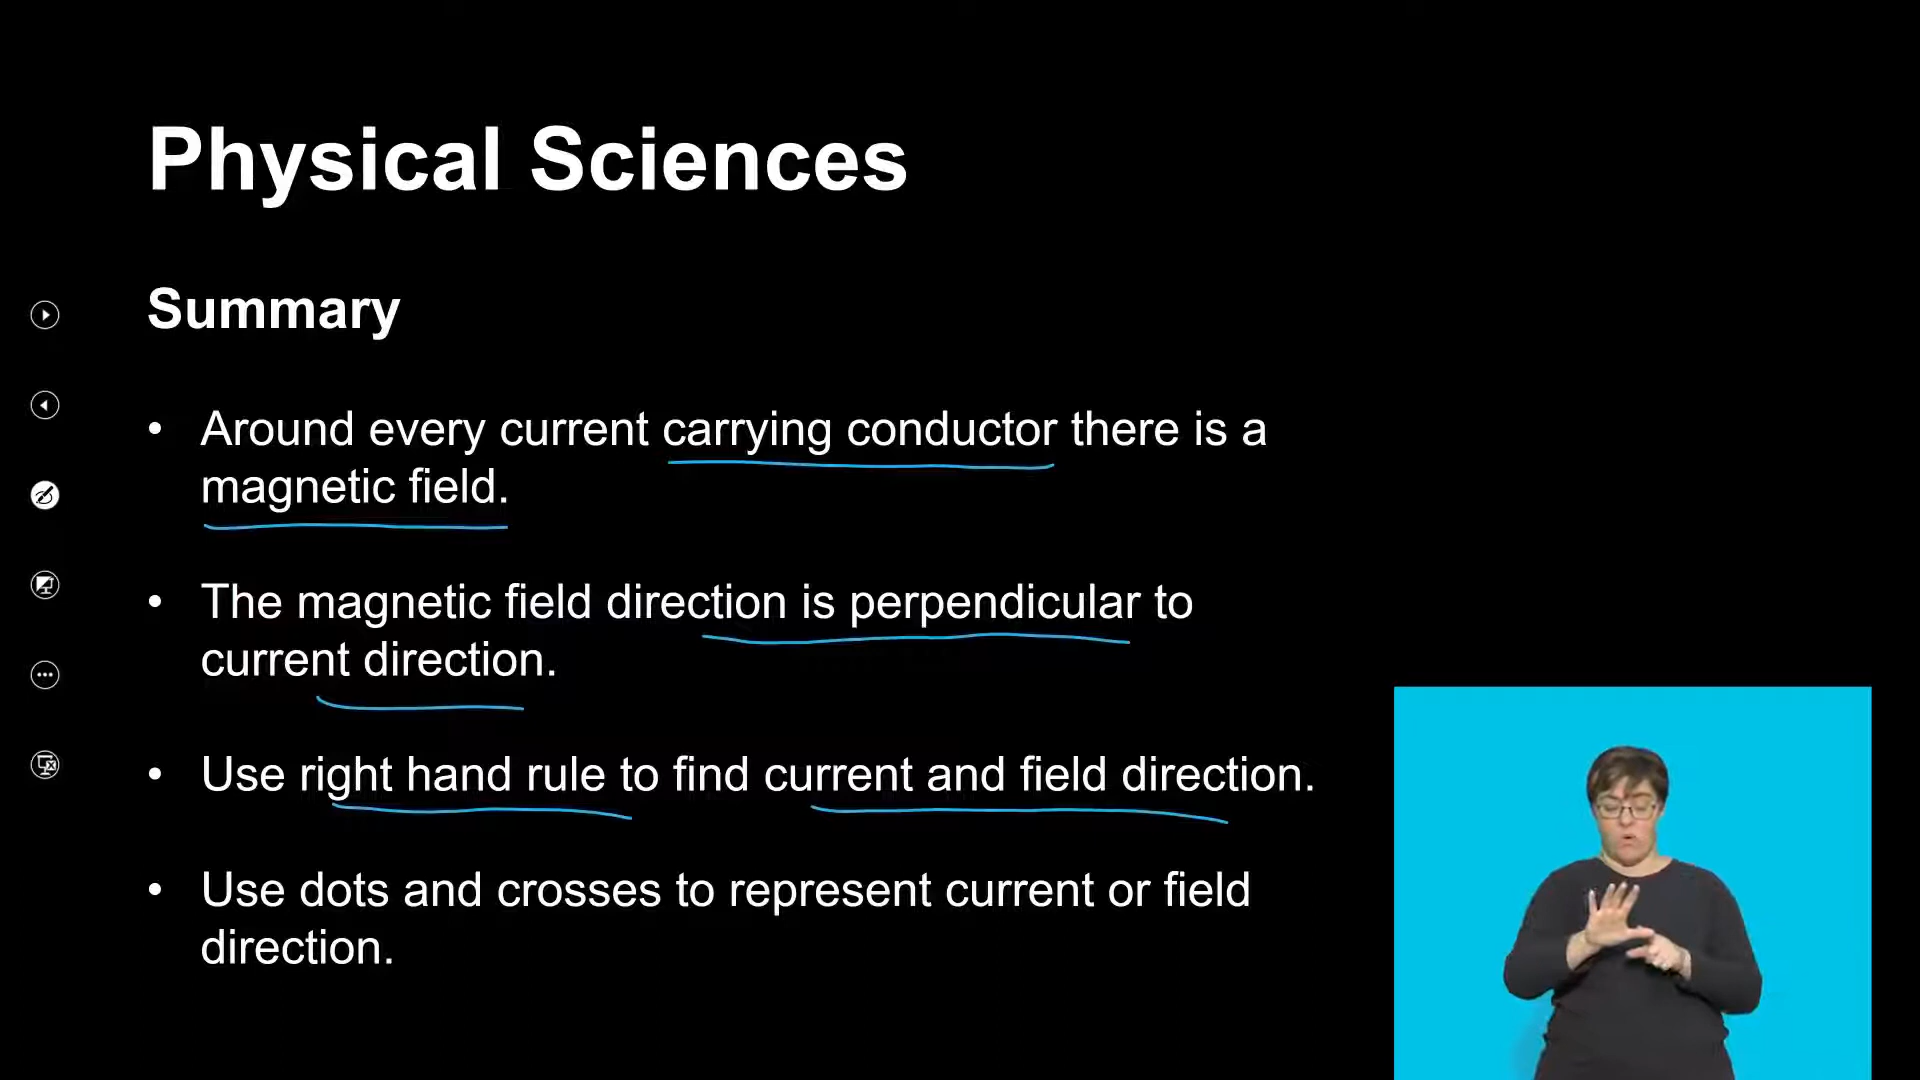 Physical Sciences
Summary
• Around every current carrying conductor there is a
magnetic field.
• The magnetic field direction is perpendicular to
current direction.
• Use right hand rule to find current and field direction.
• Use dots and crosses to represent current or field
direction.